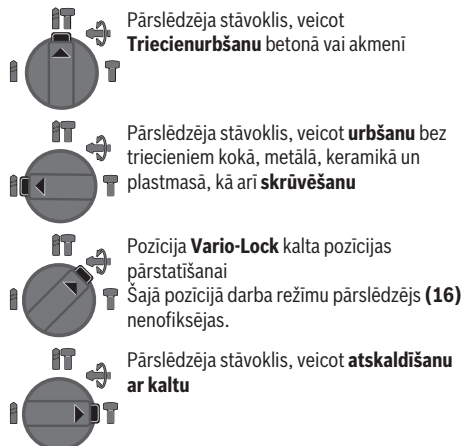 Pārslēdzēja stāvoklis, veicot
Triecienurbšanu betonā vai akmenī
Pārslēdzēja stāvoklis, veicot urbšanu bez
triecieniem kokā, metālā, keramikā un
plastmasā, kā arī skrūvēšanu
Pozīcija Vario-Lock kalta pozīcijas
pārstatīšanai
Šajā pozīcijā darba režīmu pārslēdzējs (16)
nenofiksējas.
Pārslēdzēja stāvoklis, veicot atskaldīšanu
ar kaltu